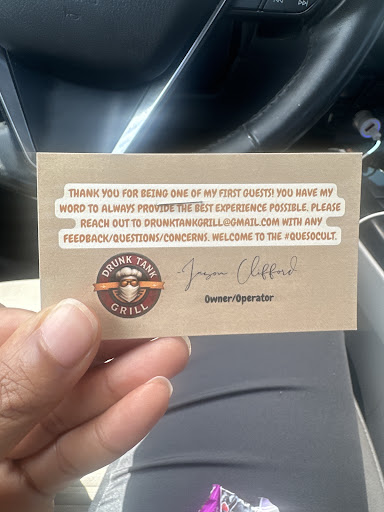 THANK YOU FOR BEING ONE OF MY FIRST GUESTS! YOU HAVE MY
WORD TO ALWAYS PROVIDE THE BEST EXPERIENCE POSSIBLE. PLEASE
REACH OUT TO DRUNKTANKGRILL@GMAIL.COM WITH ANY
FEEDBACK/QUESTIONS/CONCERNS. WELCOME TO THE #QUESOCULT.
DRUNK TANK
GRILL
-Jason Clifford
Owner/Operator